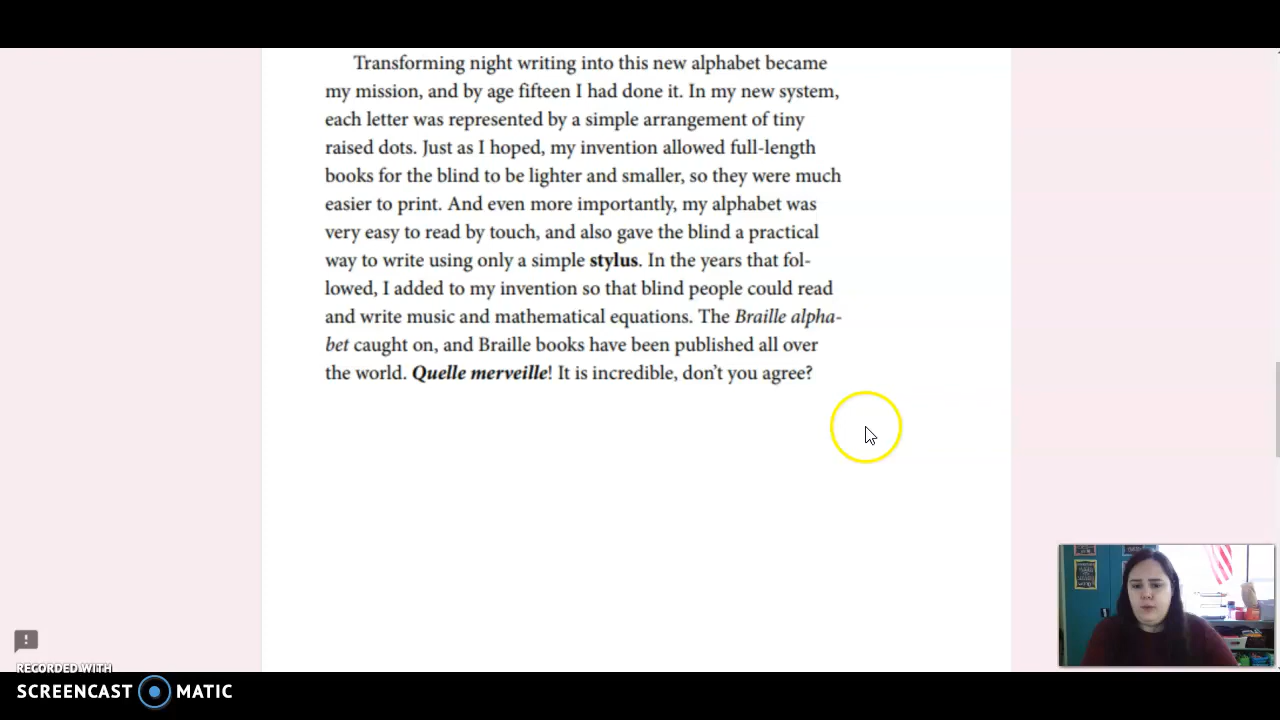 Transforming night writing into this new alphabet became
my mission, and by age fifteen I had done it. In my new system,
each letter was represented by a simple arrangement of tiny
raised dots. Just as I hoped, my invention allowed full-length
books for the blind to be lighter and smaller, so they were much
easier to print. And even more importantly, my alphabet was
very easy to read by touch, and also gave the blind a practical
way to write using only a simple stylus. In the years that fol-
lowed, I added to my invention so that blind people could read
and write music and mathematical equations. The Braille alpha-
bet caught on, and Braille books have been published all over
the world. Quelle merveille! It is incredible, don't you agree?
RECORDED WITH
SCREENCAST MATIC